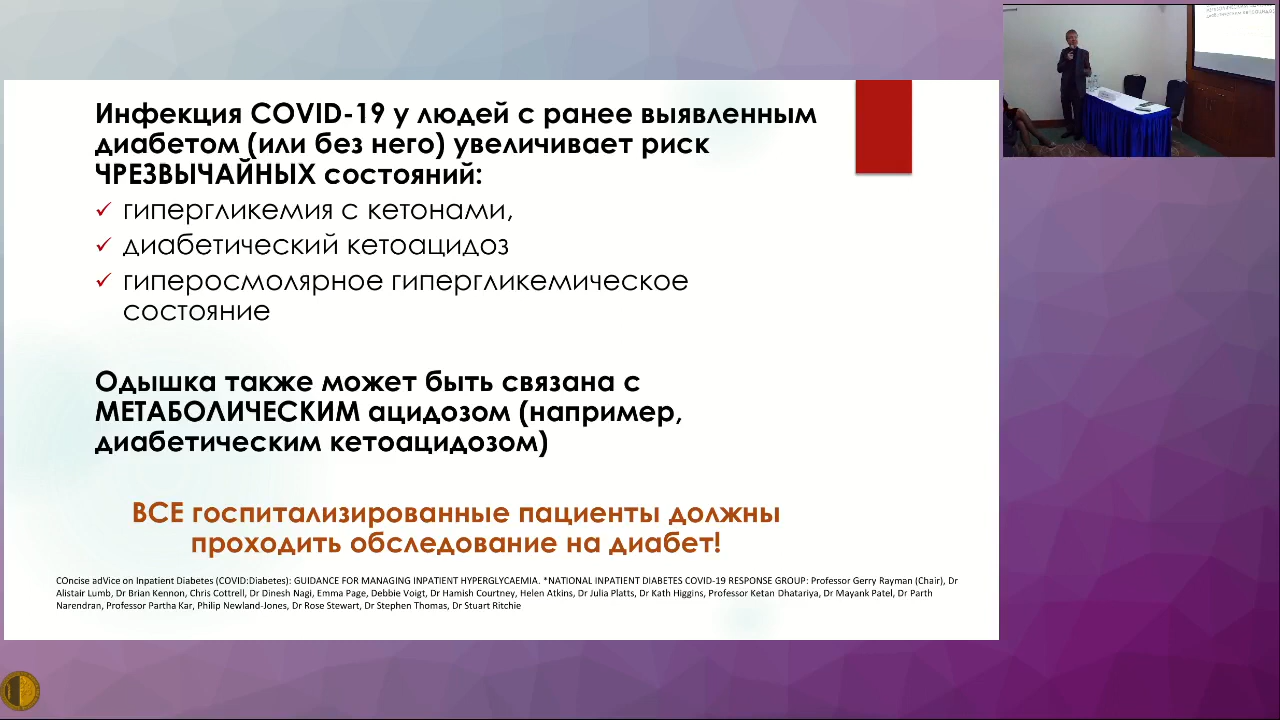 Инфекция COVID-19 у людей с ранее выявленным
диабетом (или без него) увеличивает риск
ЧРЕЗВЫЧАЙНЫХ состояний:
✓ гипергликемия с кетонами,
✓ диабетический кетоацидоз
✓ гиперосмолярное гипергликемическое
состояние
Одышка также может быть связана с
МЕТАБОЛИЧЕСКИМ ацидозом (например,
диабетическим кетоацидозом)
ВСЕ госпитализированные пациенты должны
проходить обследование на диабет!
COncise adVice on Inpatient Diabetes (COVID:Diabetes): GUIDANCE FOR MANAGING INPATIENT HYPERGLYCAEMIA. *NATIONAL INPATIENT DIABETES COVID-19 RESPONSE GROUP: Professor Gerry Rayman (Chair), Dr
Alistair Lumb, Dr Brian Kennon, Chris Cottrell, Dr Dinesh Nagi, Emma Page, Debbie Voigt, Dr Hamish Courtney, Helen Atkins, Dr Julia Platts, Dr Kath Higgins, Professor Ketan Dhatariya, Dr Mayank Patel, Dr Parth
Narendran, Professor Partha Kar, Philip Newland-Jones, Dr Rose Stewart, Dr Stephen Thomas, Dr Stuart Ritchie